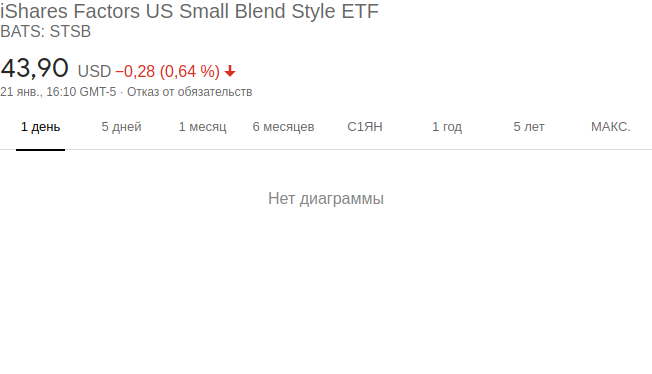 iShares Factors US Small Blend Style ETF
BATS: STSB
43,90 USD −0,28 (0,64 %)
21 янв., 16:10 GMT-5 · Отказ от обязательств
1 день 5 дней 1 месяц 6 месяцев С1ЯН 1 год 5 лет МАКС.
Нет диаграммы